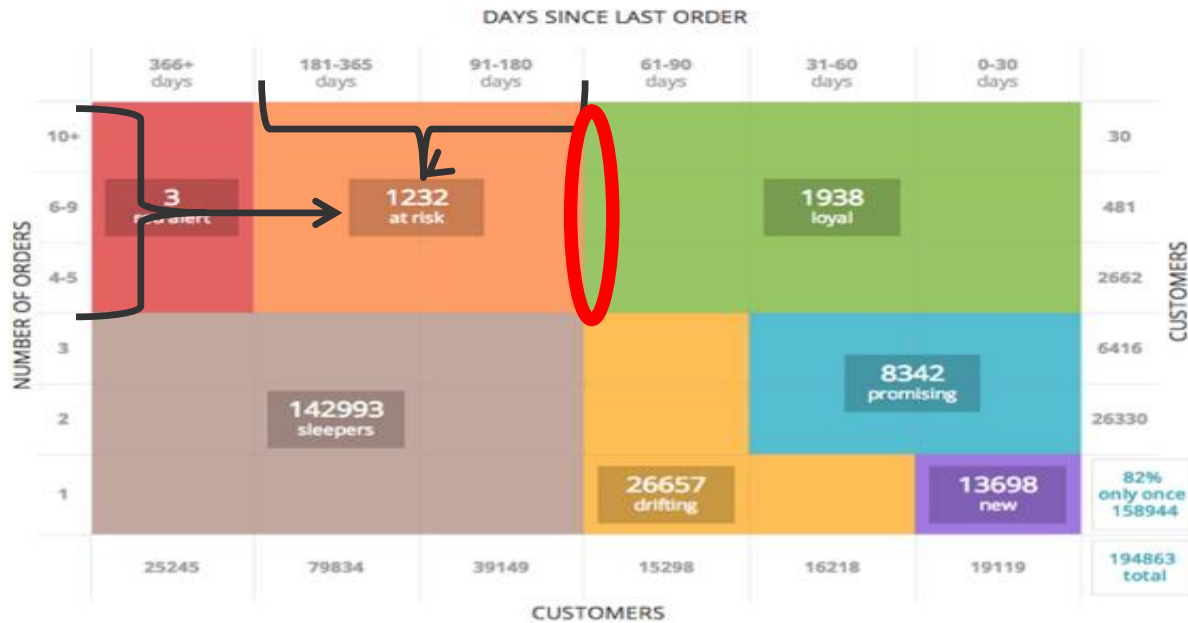 DAYS SINCE LAST ORDER
366+ 181-365 91-180 61-90 31-60 0-30
days days days days days days
10+ 30
3 1232 1938
6-9 481
red alert at risk loyal
4-5 2662
NUMBER OF ORDERS
CUSTOMERS
3 6416
8342
promising
142993
2 26330
sleepers
82%
26657 13698
1 only once
drifting new
158944
25245 79834 39149 15298 16218 19119
194863
total
CUSTOMERS